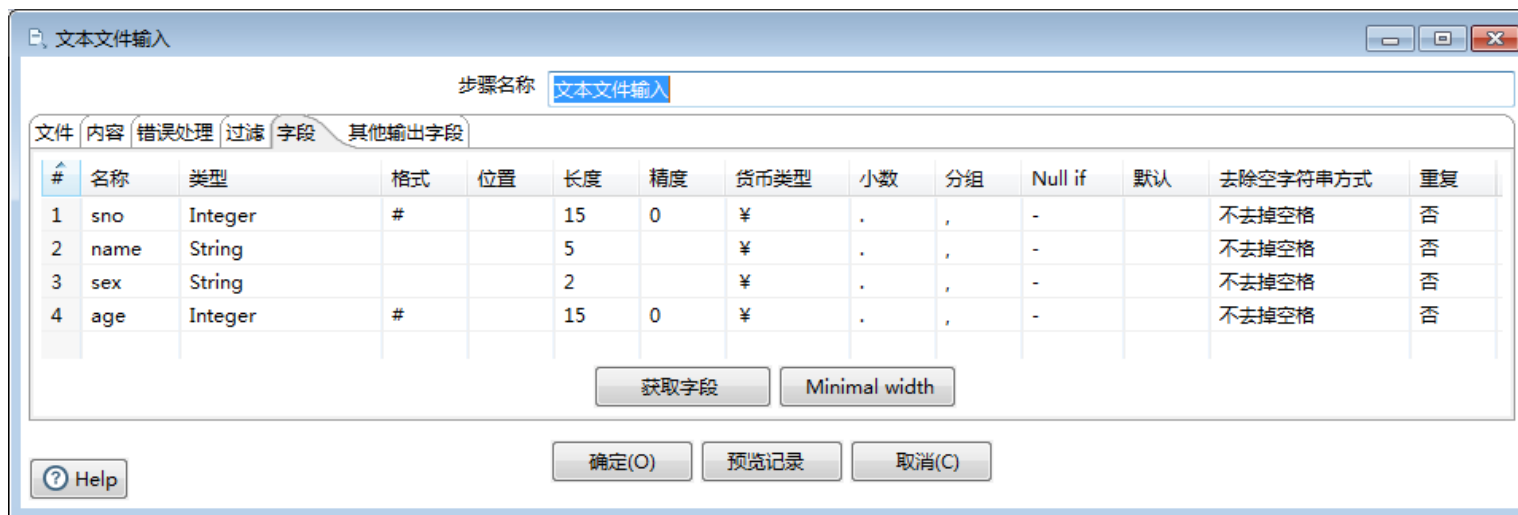 文本文件输入
步骤名称 文本文件输入
文件 内容 错误处理 过滤 字段 其他输出字段
# 名称 类型 格式 位置 长度 精度 货币类型 小数 分组 Null if 默认 去除空字符串方式 重复
1 sno Integer # 15 0 ¥ . , - 不去掉空格 否
2 name String 5 ¥ . , - 不去掉空格 否
3 sex String 2 ¥ . , - 不去掉空格 否
4 age Integer # 15 0 ¥ . , - 不去掉空格 否
获取字段 Minimal width
确定(O) 预览记录 取消(C)
? Help